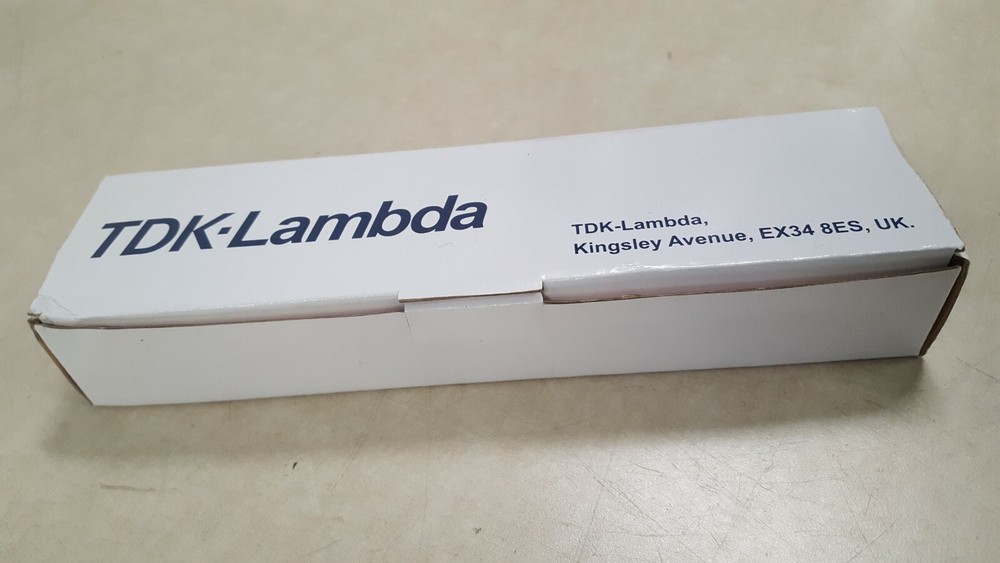 TDK-Lambda
TDK-Lambda,
Kingsley Avenue, EX34 8ES, UK.